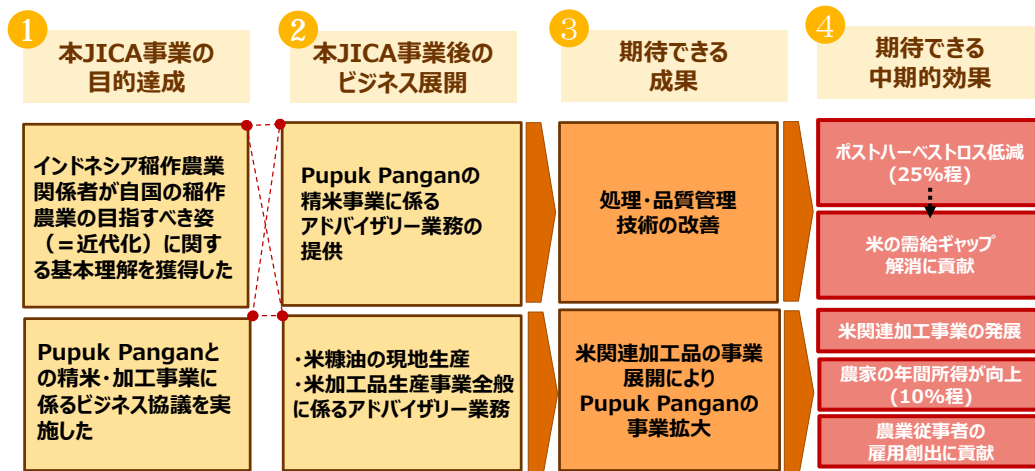 1
本JICA事業の
目的達成
2
本JICA事業後の
ビジネス展開
3
期待できる
成果
4
期待できる
中期的効果
インドネシア稲作農業
関係者が自国の稲作
農業の目指すべき姿
（＝近代化）に関す
る基本理解を獲得した
Pupuk Panganの
精米事業に係る
アドバイザリー業務の
提供
処理・品質管理
技術の改善
ポストハーベストロス低減
(25%程)
米の需給ギャップ
解消に貢献
Pupuk Panganと
の精米・加工事業に
係るビジネス協議を実
施した
・米糠油の現地生産
・米加工品生産事業全般
に係るアドバイザリー業務
米関連加工品の事業
展開により
Pupuk Panganの
事業拡大
米関連加工事業の発展
農家の年間所得が向上
(10%程)
農業従事者の
雇用創出に貢献